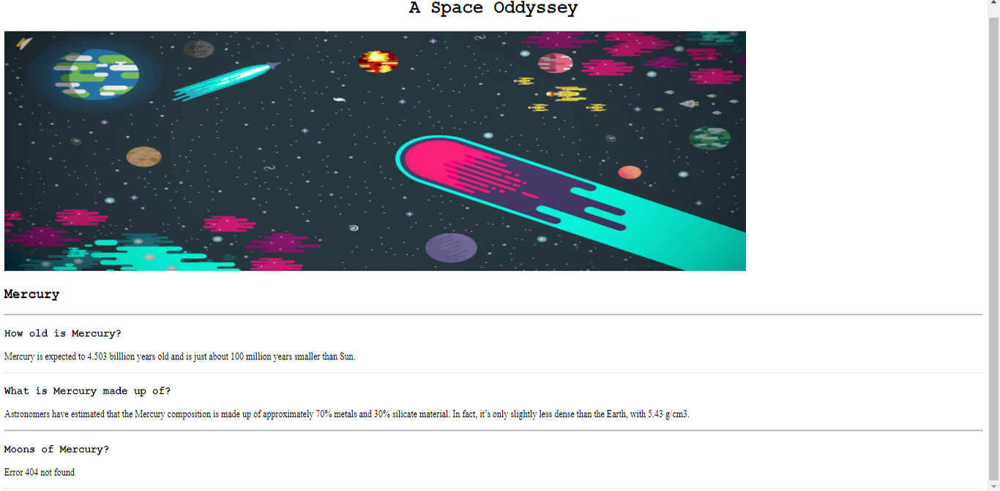 A Space Oddyssey
Mercury
How old is Mercury?
Mercury is expected to 4.503 billlion years old and is just about 100 million years smaller than Sun.
What is Mercury made up of?
Astronomers have estimated that the Mercury composition is made up of approximately 70% metals and 30% silicate material. In fact, it’s only slightly less dense than the Earth, with 5.43 g/cm3.
Moons of Mercury?
Error 404 not found